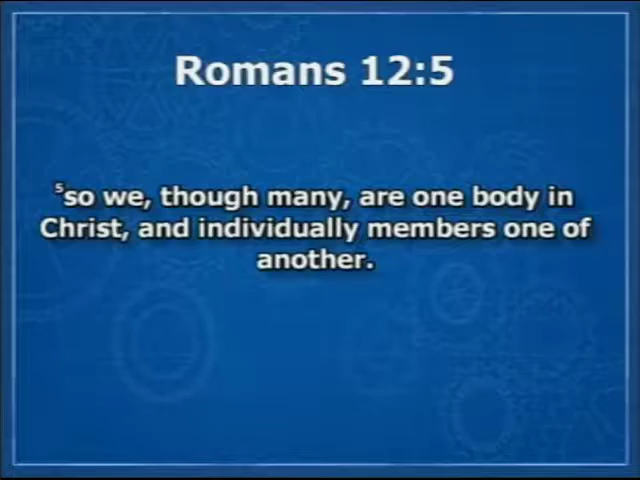 Romans 12:5
⁵so we, though many, are one body in
Christ, and individually members one of
another.